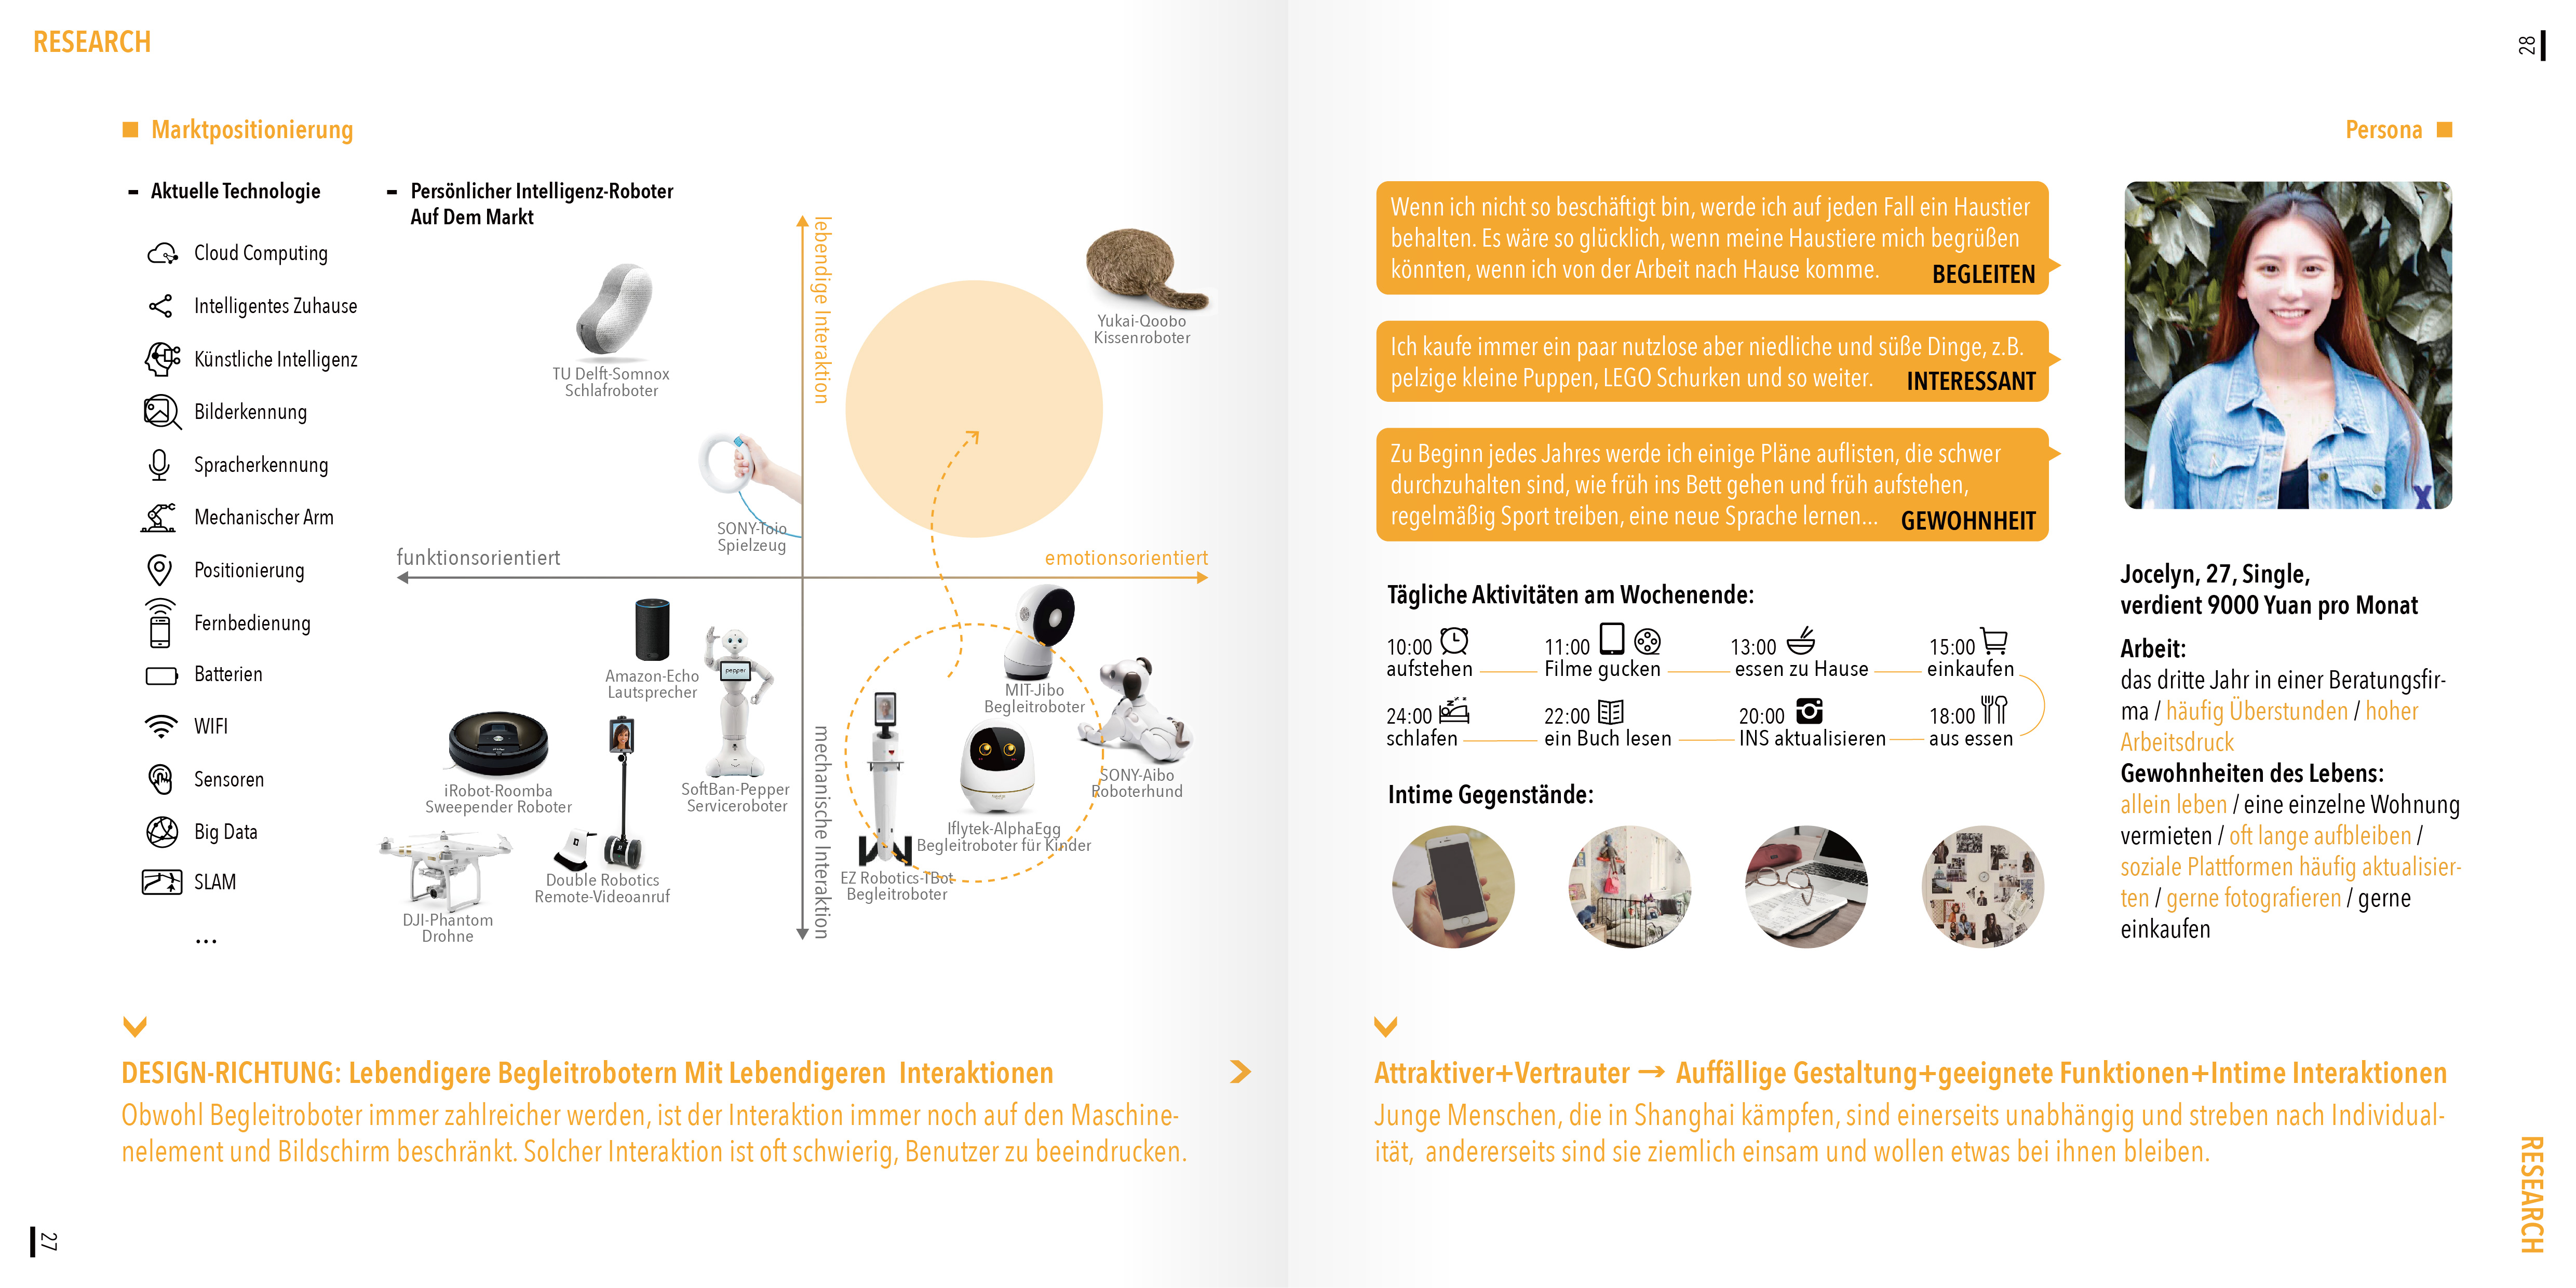 RESEARCH
Marktpositionierung
Aktuelle Technologie
Cloud Computing
Intelligentes Zuhause
Künstliche Intelligenz
Bilderkennung
Spracherkennung
Mechanischer Arm
Positionierung
Fernbedienung
Batterien
WIFI
Sensoren
Big Data
SLAM
...
Persönlicher Intelligenz-Roboter
Auf Dem Markt
lebendige Interaktion
TU Delft-Somnox
Schlafroboter
Yukai-Qoobo
Kissenroboter
SONY-Toio
Spielzeug
funktionsorientiert
emotionsorientiert
Amazon-Echo
Lautsprecher
pepper
MIT-Jibo
Begleitroboter
iRobot-Roomba
Sweepender Roboter
SoftBan-Pepper
Serviceroboter
SONY-Aibo
Roboterhund
Iflytek-AlphaEgg
Begleitroboter für Kinder
Double Robotics
Remote-Videoanruf
EZ Robotics-TBot
Begleitroboter
DJI-Phantom
Drohne
mechanische Interaktion
DESIGN-RICHTUNG: Lebendigere Begleitrobotern Mit Lebendigeren Interaktionen
Obwohl Begleitroboter immer zahlreicher werden, ist der Interaktion immer noch auf den Maschine-
nelement und Bildschirm beschränkt. Solcher Interaktion ist oft schwierig, Benutzer zu beeindrucken.
27
28
Persona
Wenn ich nicht so beschäftigt bin, werde ich auf jeden Fall ein Haustier
behalten. Es wäre so glücklich, wenn meine Haustiere mich begrüßen
könnten, wenn ich von der Arbeit nach Hause komme. BEGLEITEN
Ich kaufe immer ein paar nutzlose aber niedliche und süße Dinge, z.B.
pelzige kleine Puppen, LEGO Schurken und so weiter. INTERESSANT
Zu Beginn jedes Jahres werde ich einige Pläne auflisten, die schwer
durchzuhalten sind, wie früh ins Bett gehen und früh aufstehen,
regelmäßig Sport treiben, eine neue Sprache lernen... GEWOHNHEIT
Tägliche Aktivitäten am Wochenende:
10:00 11:00 13:00 15:00
aufstehen Filme gucken essen zu Hause einkaufen
24:00 22:00 20:00 18:00
schlafen ein Buch lesen INS aktualisieren aus essen
Intime Gegenstände:
Jocelyn, 27, Single,
verdient 9000 Yuan pro Monat
Arbeit:
das dritte Jahr in einer Beratungsfir-
ma / häufig Überstunden / hoher
Arbeitsdruck
Gewohnheiten des Lebens:
allein leben / eine einzelne Wohnung
vermieten / oft lange aufbleiben /
soziale Plattformen häufig aktualisier-
ten / gerne fotografieren / gerne
einkaufen
Attraktiver+Vertrauter → Auffällige Gestaltung+geeignete Funktionen+Intime Interaktionen
Junge Menschen, die in Shanghai kämpfen, sind einerseits unabhängig und streben nach Individual-
ität, andererseits sind sie ziemlich einsam und wollen etwas bei ihnen bleiben.
RESEARCH